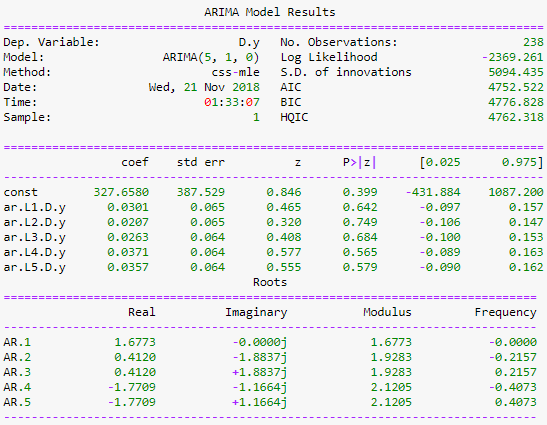 ARIMA Model Results
==============================================================================
Dep. Variable: D.y No. Observations: 238
Model: ARIMA(5, 1, 0) Log Likelihood -2369.261
Method: css-mle S.D. of innovations 5094.435
Date: Wed, 21 Nov 2018 AIC 4752.522
Time: 01:33:07 BIC 4776.828
Sample: 1 HQIC 4762.318
==============================================================================
coef std err z P>|z| [0.025 0.975]
------------------------------------------------------------------------------
const 327.6580 387.529 0.846 0.399 -431.884 1087.200
ar.L1.D.y 0.0301 0.065 0.465 0.642 -0.097 0.157
ar.L2.D.y 0.0207 0.065 0.320 0.749 -0.106 0.147
ar.L3.D.y 0.0263 0.064 0.408 0.684 -0.100 0.153
ar.L4.D.y 0.0371 0.064 0.577 0.565 -0.089 0.163
ar.L5.D.y 0.0357 0.064 0.555 0.579 -0.090 0.162
Roots
=============================================================================
Real Imaginary Modulus Frequency
-----------------------------------------------------------------------------
AR.1 1.6773 -0.0000j 1.6773 -0.0000
AR.2 0.4120 -1.8837j 1.9283 -0.2157
AR.3 0.4120 +1.8837j 1.9283 0.2157
AR.4 -1.7709 -1.1664j 2.1205 -0.4073
AR.5 -1.7709 +1.1664j 2.1205 0.4073
-----------------------------------------------------------------------------